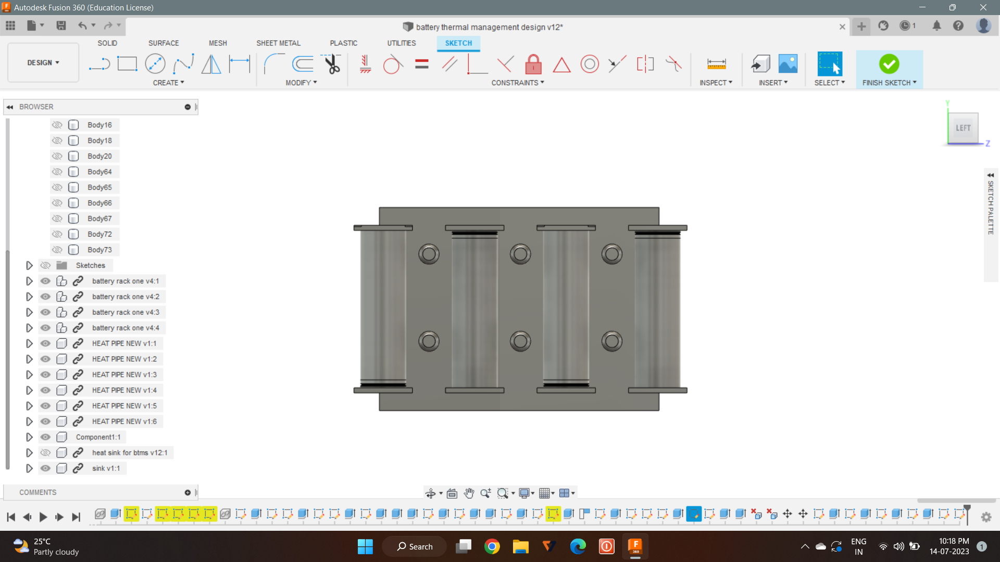 Autodesk Fusion 360 (Education License)
battery thermal management design v12*
1
SOLID SURFACE MESH SHEET METAL PLASTIC UTILITIES SKETCH
DESIGN
CREATE MODIFY CONSTRAINTS INSPECT INSERT SELECT FINISH SKETCH
BROWSER
Body16
Body18
Body20
Body64
Body65
Body66
Body67
Body72
Body73
Sketches
battery rack one v4:1
battery rack one v4:2
battery rack one v4:3
battery rack one v4:4
HEAT PIPE NEW v1:1
HEAT PIPE NEW v1:2
HEAT PIPE NEW v1:3
HEAT PIPE NEW v1:4
HEAT PIPE NEW v1:5
HEAT PIPE NEW v1:6
Component1:1
heat sink for btms v12:1
sink v1:1
Y
LEFT
Z
SKETCH PALETTE
COMMENTS
25°C
Partly cloudy
Search
F
360
ENG
IN
10:18 PM
14-07-2023
1